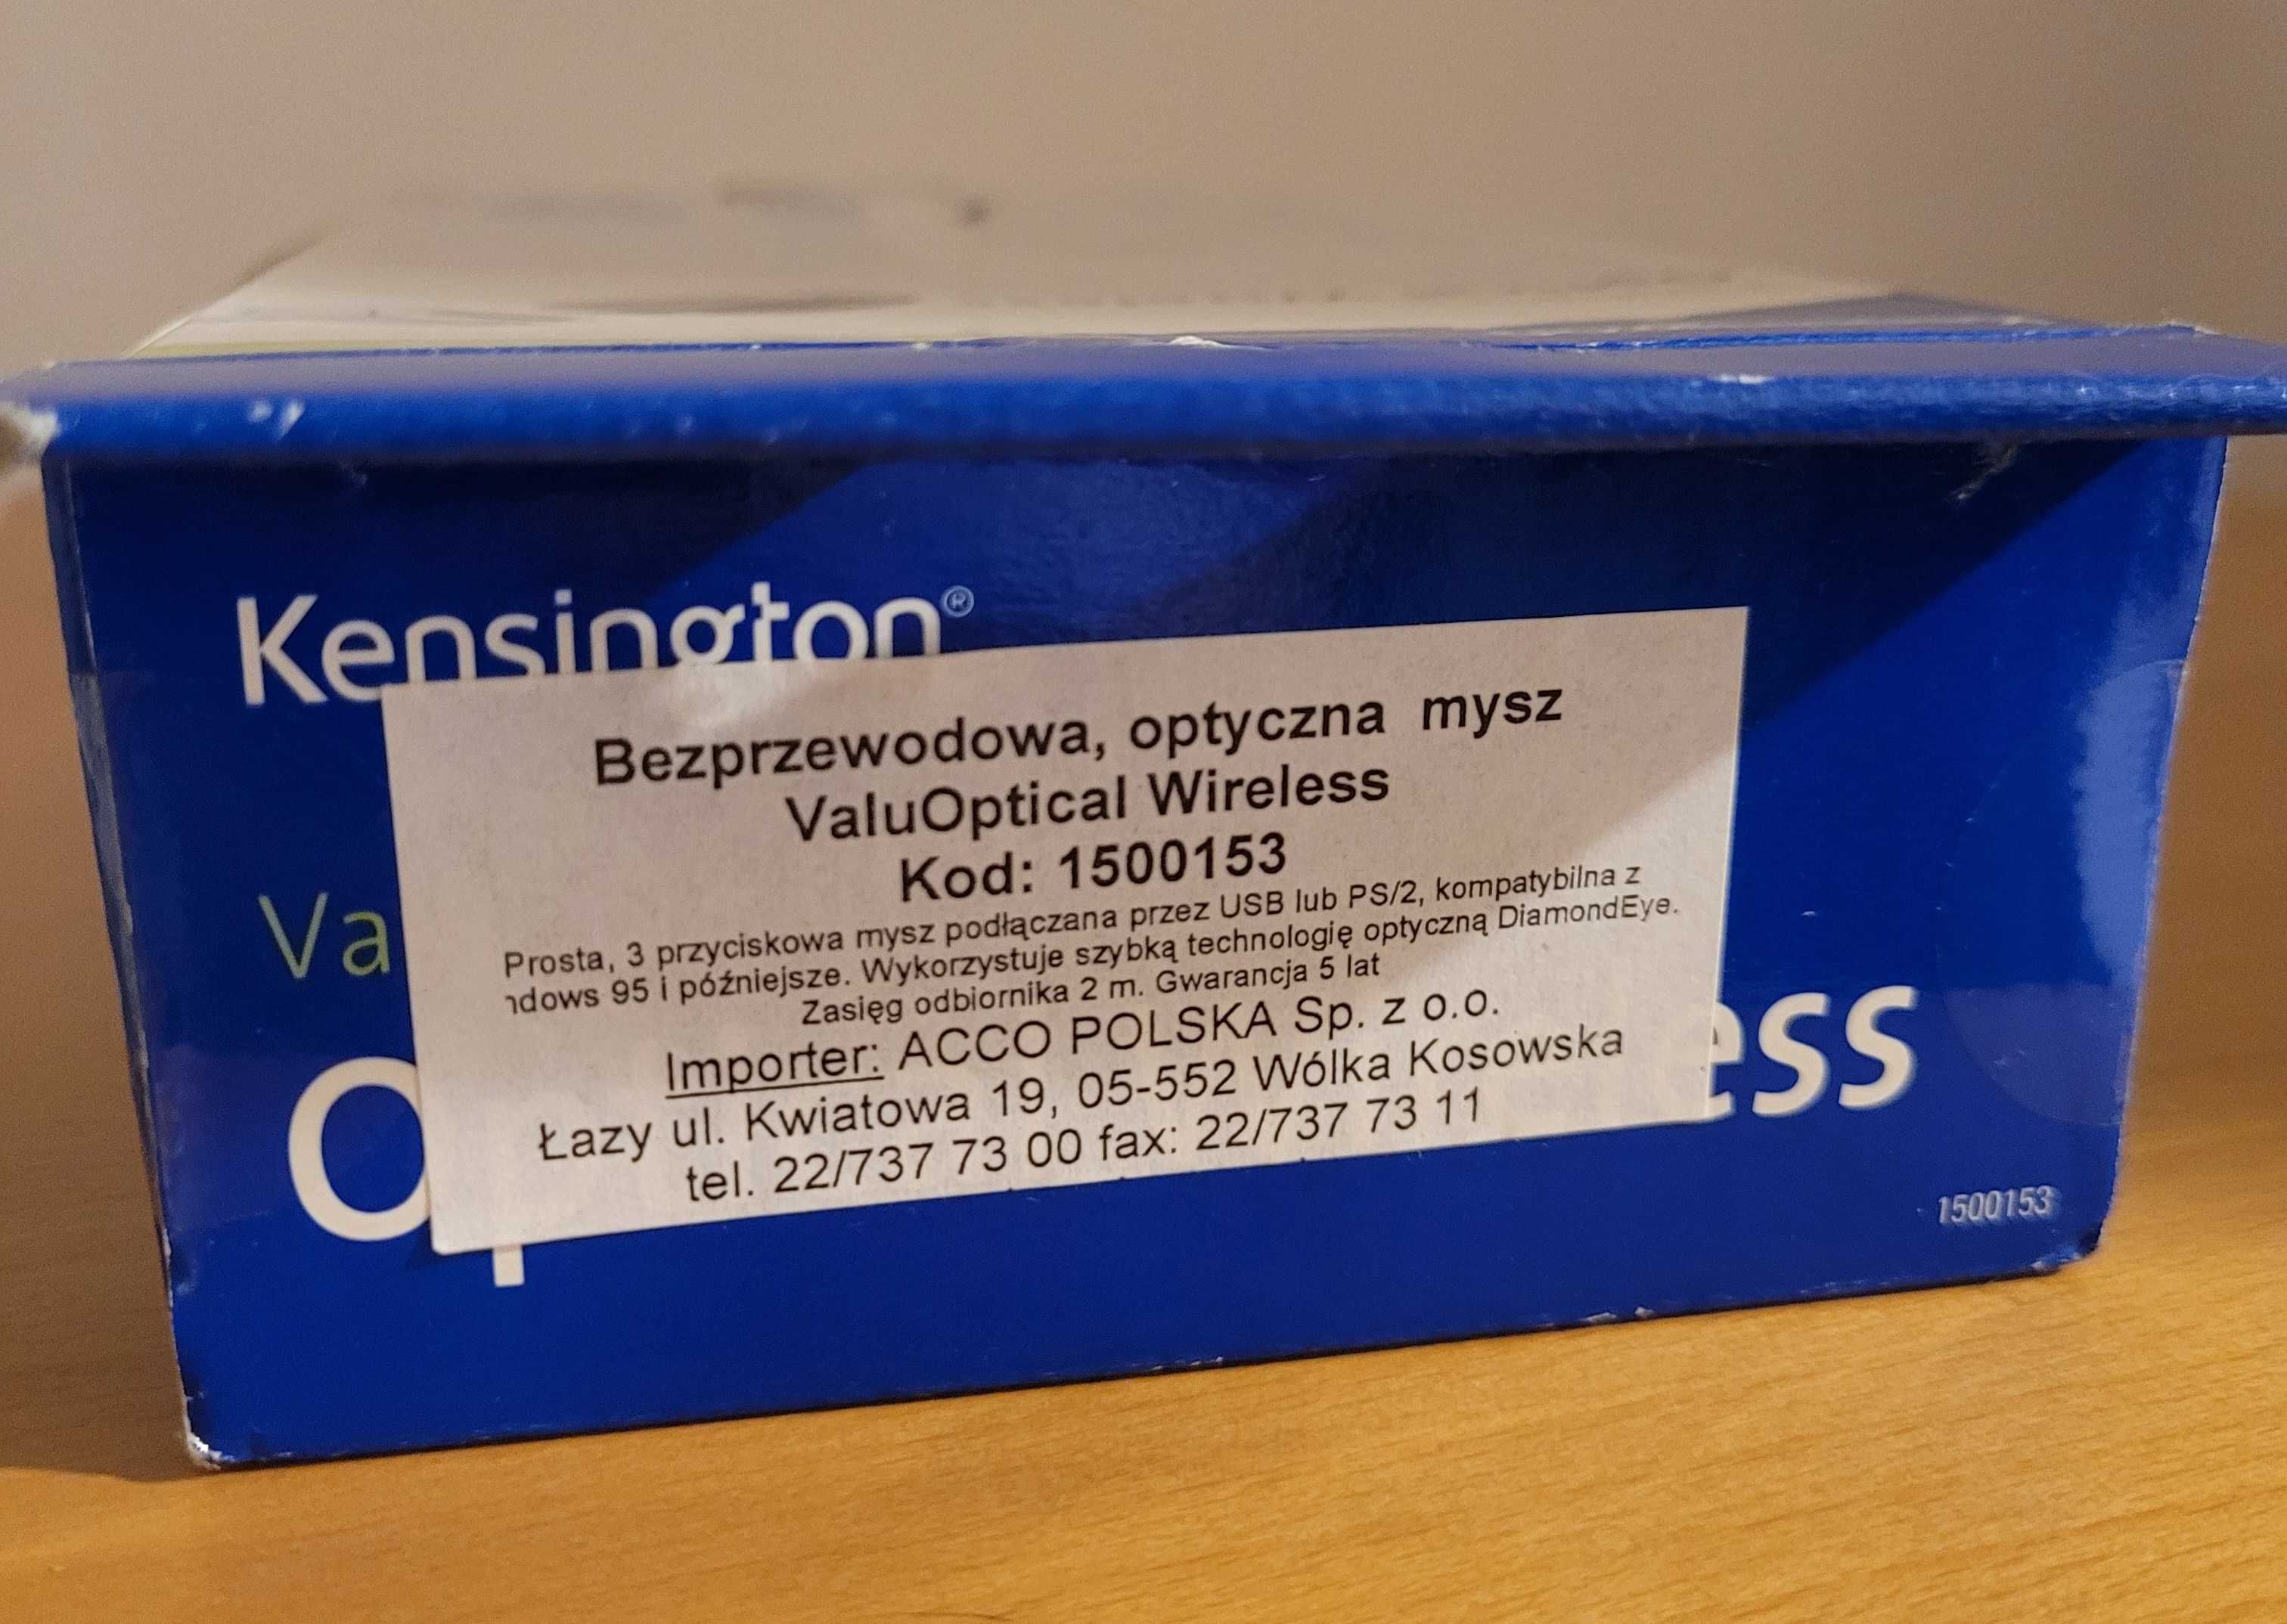 Kensington®
Bezprzewodowa, optyczna mysz
ValuOptical Wireless
Kod: 1500153
Prosta, 3 przyciskowa mysz podłączana przez USB lub PS/2, kompatybilna z
ndows 95 i późniejsze. Wykorzystuje szybką technologię optyczną DiamondEye.
Zasięg odbiornika 2 m. Gwarancja 5 lat
Importer: ACCO POLSKA Sp. z o.o.
Łazy ul. Kwiatowa 19, 05-552 Wólka Kosowska
tel. 22/737 73 00 fax: 22/737 73 11
Va
Op
ess
1500153